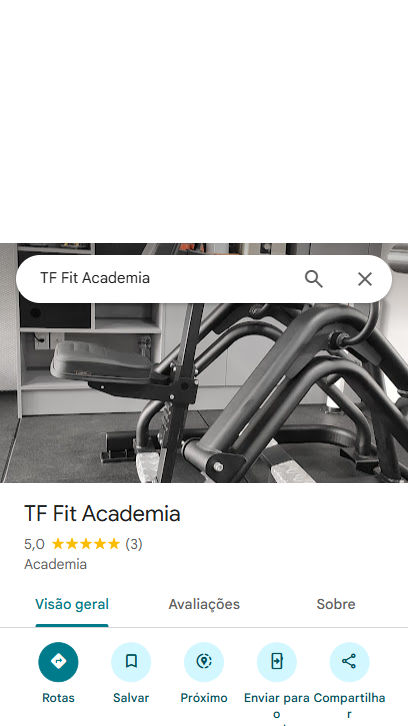 TF Fit Academia
TF Fit Academia
5,0 ★★★★★ (3)
Academia
Visão geral Avaliações Sobre
Rotas Salvar Próximo Enviar para o Compartilhar